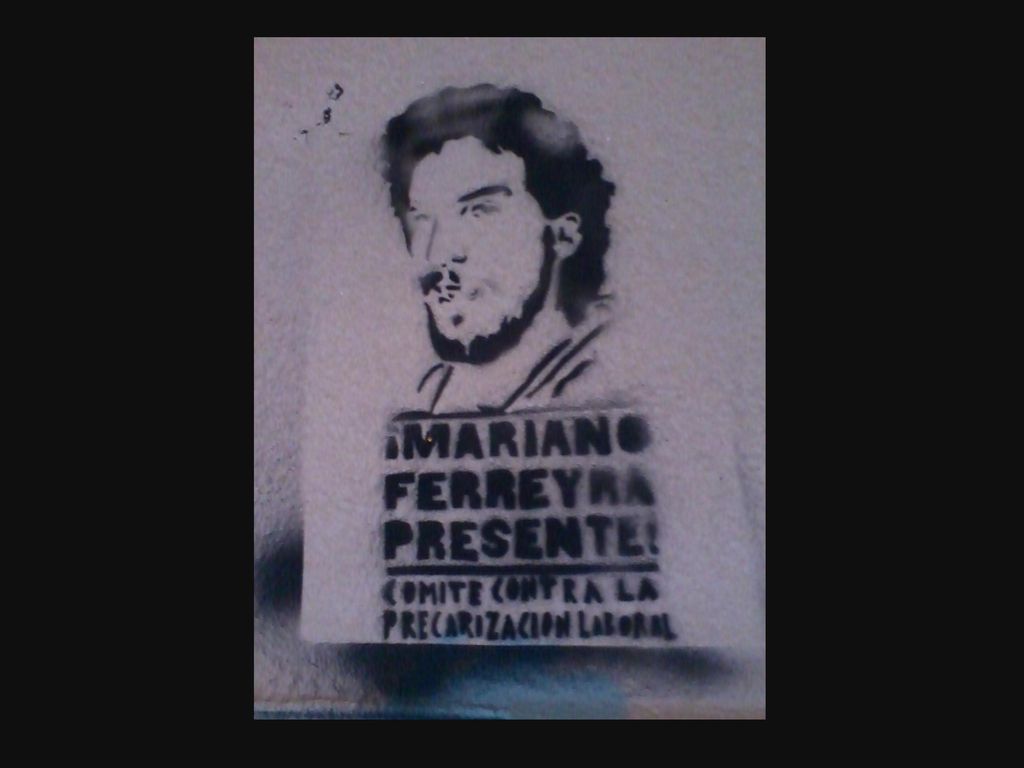 ¡MARIANO
FERREYRA
PRESENTE!
COMITE CONTRA LA
PRECARIZACION LABORAL